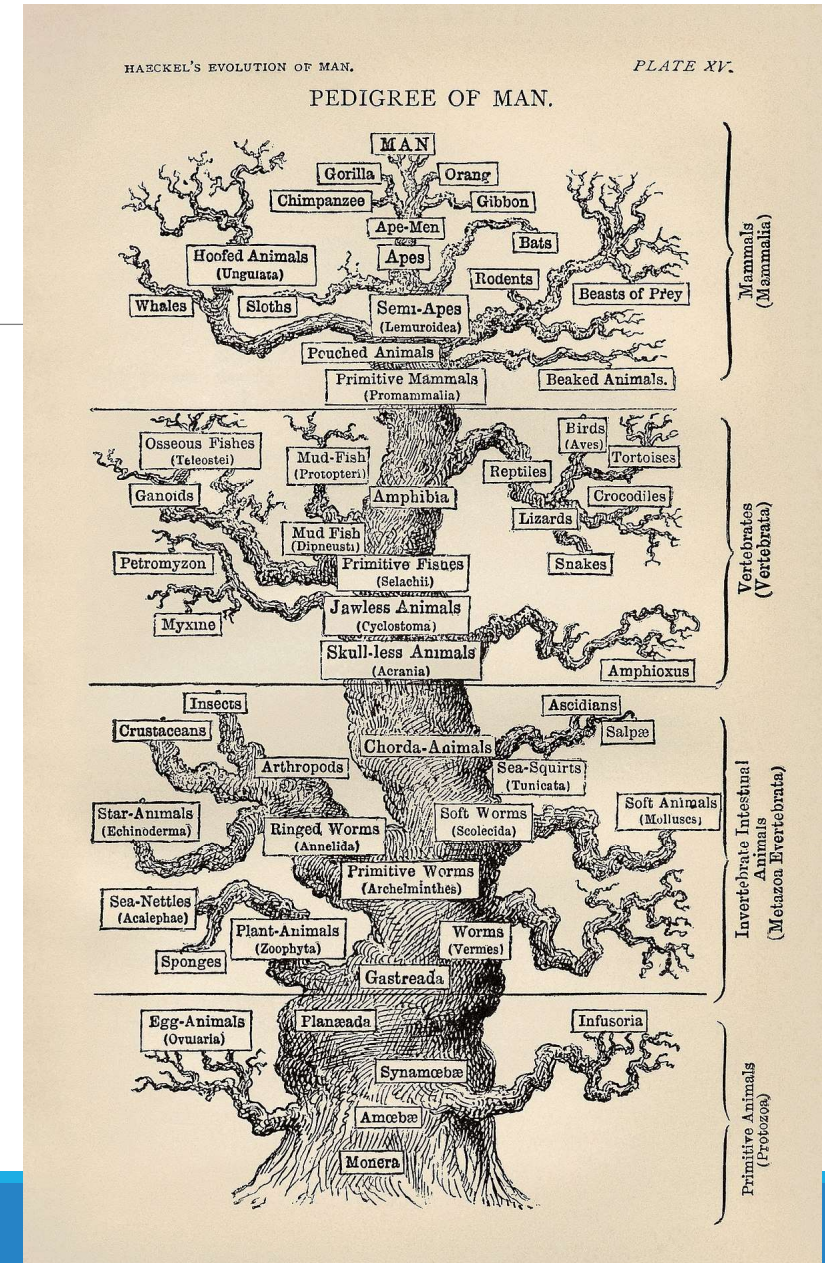 HAECKEL'S EVOLUTION OF MAN.
PLATE XV.
PEDIGREE OF MAN.
MAN
Gorilla
Orang
Chimpanzee
Gibbon
Ape-Men
Bats
Hoofed Animals
(Ungulata)
Apes
Rodents
Beasts of Prey
Whales
Sloths
Semi-Apes
(Lemuroidea)
Pouched Animals
Primitive Mammals
(Promammalia)
Beaked Animals.
Mammals
(Mammalia)
Osseous Fishes
(Teleostei)
Mud-Fish
(Protopteri)
Birds
(Aves)
Tortoises
Reptiles
Ganoids
Amphibia
Crocodiles
Lizards
Mud Fish
(Dipneusti)
Petromyzon
Primitive Fishes
(Selachii)
Snakes
Jawless Animals
(Cyclostoma)
Myxine
Skull-less Animals
(Acrania)
Amphioxus
Vertebrates
(Vertebrata)
Insects
Ascidians
Crustaceans
Salpæ
Chorda-Animals
Arthropods
Sea-Squirts
(Tunicata)
Star-Animals
(Echinoderma)
Soft Worms
(Scolecida)
Soft Animals
(Molluscs)
Ringed Worms
(Annelida)
Primitive Worms
(Archelminthes)
Sea-Nettles
(Acalephae)
Plant-Animals
(Zoophyta)
Worms
(Vermes)
Sponges
Gastreada
Invertebrate Intestinal
Animals
(Metazoa Evertebrata)
Egg-Animals
(Ovularia)
Planæada
Infusoria
Synamœbæ
Amœbæ
Monera
Primitive Animals
(Protozoa)